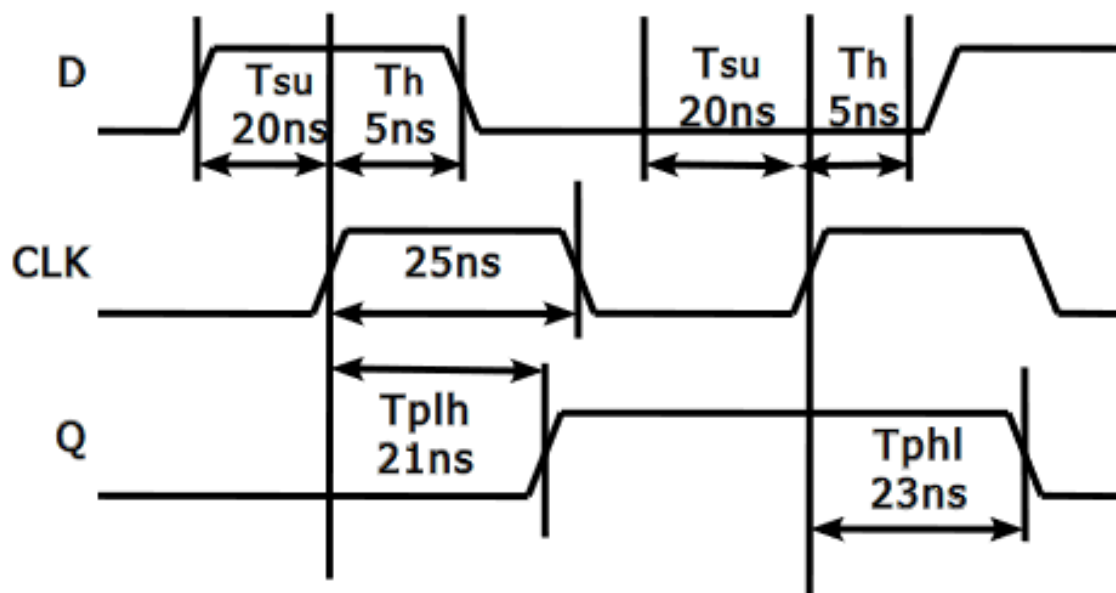 D
Tsu
20ns
Th
5ns
Tsu
20ns
Th
5ns
CLK
25ns
Q
Tplh
21ns
Tphl
23ns